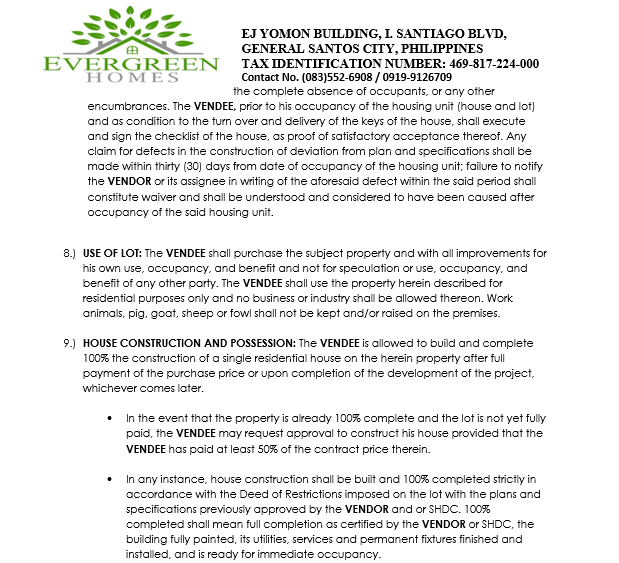 EJ YOMON BUILDING, I. SANTIAGO BLVD,
GENERAL SANTOS CITY, PHILIPPINES
TAX IDENTIFICATION NUMBER: 469-817-224-000
Contact No. (083)552-6908 / 0919-9126709
EVERGREEN
HOMES
the complete absence of occupants, or any other
encumbrances. The VENDEE, prior to his occupancy of the housing unit (house and lot)
and as condition to the turn over and delivery of the keys of the house, shall execute
and sign the checklist of the house, as proof of satisfactory acceptance thereof. Any
claim for defects in the construction of deviation from plan and specifications shall be
made within thirty (30) days from date of occupancy of the housing unit; failure to notify
the VENDOR or its assignee in writing of the aforesaid defect within the said period shall
constitute waiver and shall be understood and considered to have been caused after
occupancy of the said housing unit.
8.) USE OF LOT: The VENDEE shall purchase the subject property and with all improvements for
his own use, occupancy, and benefit and not for speculation or use, occupancy, and
benefit of any other party. The VENDEE shall use the property herein described for
residential purposes only and no business or industry shall be allowed thereon. Work
animals, pig, goat, sheep or fowl shall not be kept and/or raised on the premises.
9.) HOUSE CONSTRUCTION AND POSSESSION: The VENDEE is allowed to build and complete
100% the construction of a single residential house on the herein property after full
payment of the purchase price or upon completion of the development of the project,
whichever comes later.
• In the event that the property is already 100% complete and the lot is not yet fully
paid, the VENDEE may request approval to construct his house provided that the
VENDEE has paid at least 50% of the contract price therein.
• In any instance, house construction shall be built and 100% completed strictly in
accordance with the Deed of Restrictions imposed on the lot with the plans and
specifications previously approved by the VENDOR and or SHDC. 100%
completed shall mean full completion as certified by the VENDOR or SHDC, the
building fully painted, its utilities, services and permanent fixtures finished and
installed, and is ready for immediate occupancy.